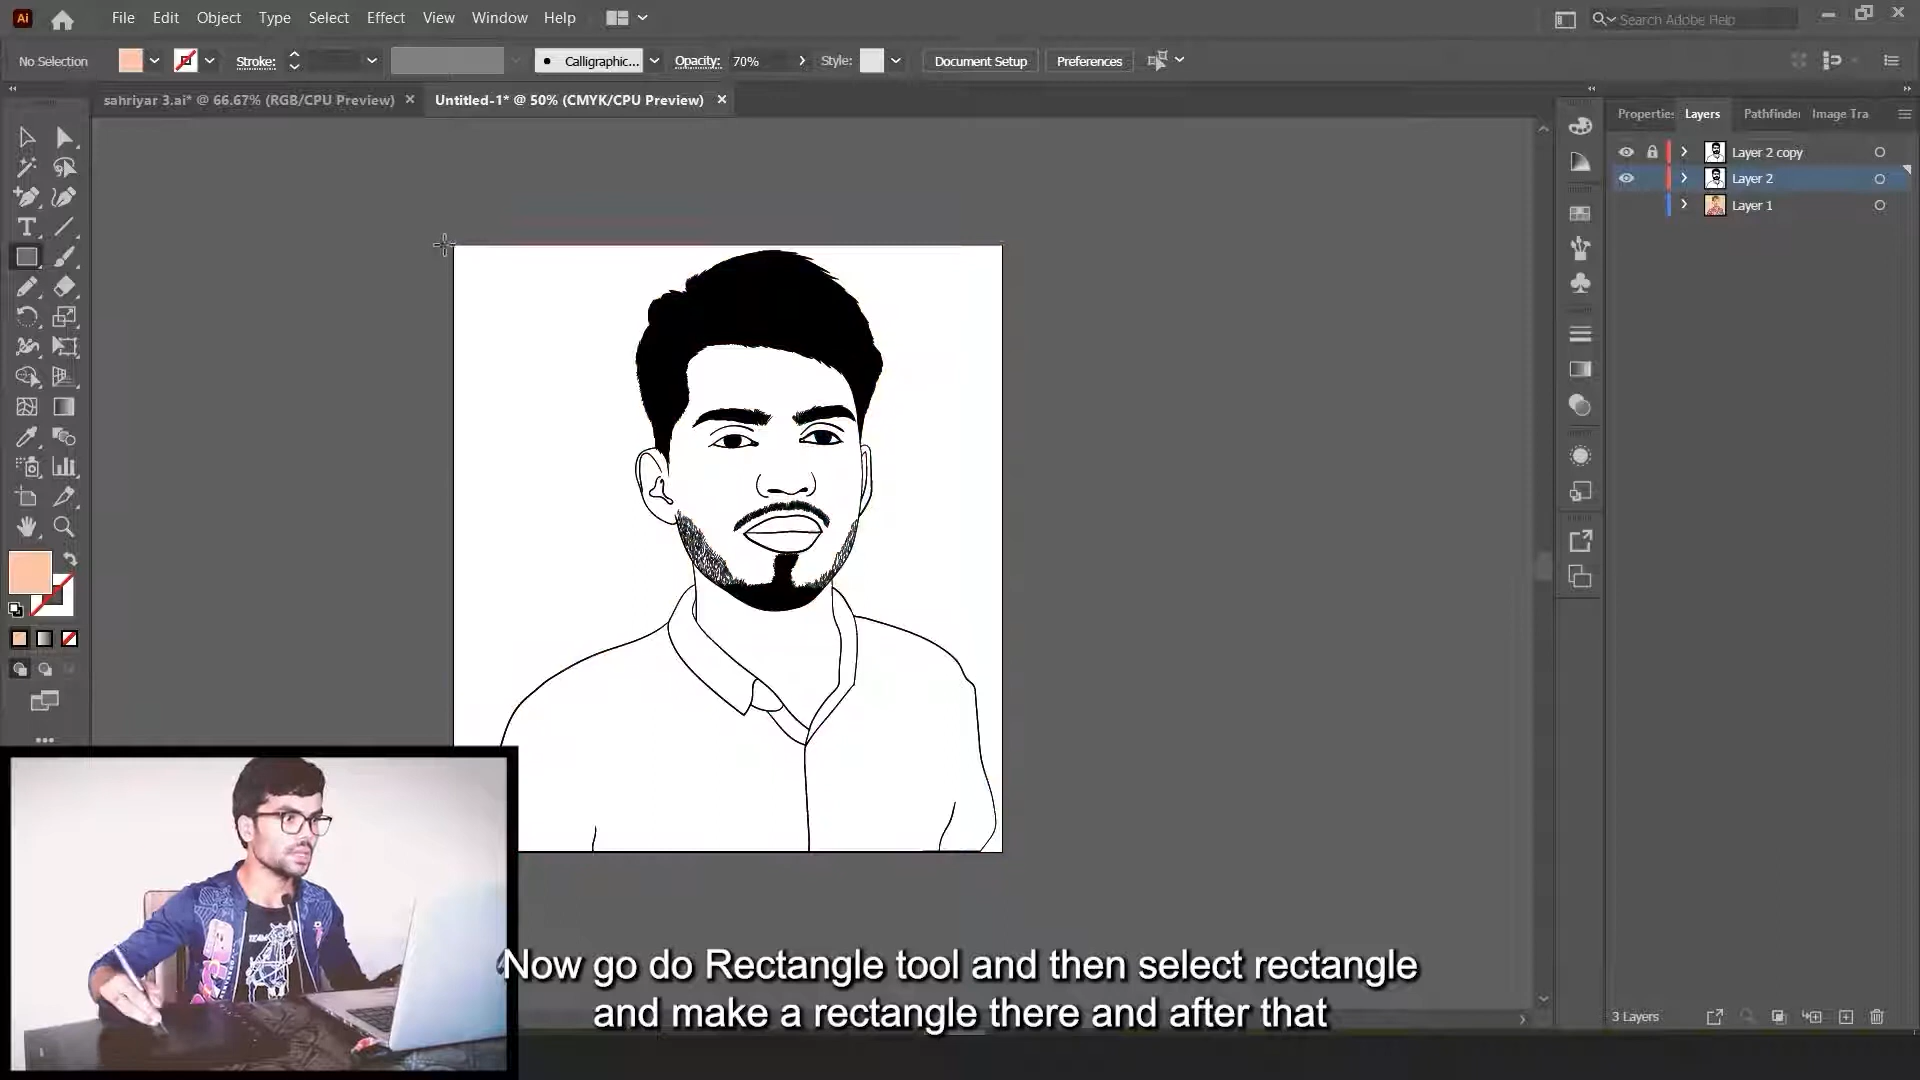 Ai File Edit Object Type Select Effect View Window Help Search Adobe Help
No Selection Stroke: Calligraphic... Opacity: 70% Style: Document Setup Preferences
sahriyar 3.ai* @ 66.67% (RGB/CPU Preview) × Untitled-1* @ 50% (CMYK/CPU Preview) ×
Properties Layers Pathfinder Image Tra
Layer 2 copy
Layer 2
Layer 1
3 Layers
Now go do Rectangle tool and then select rectangle
and make a rectangle there and after that